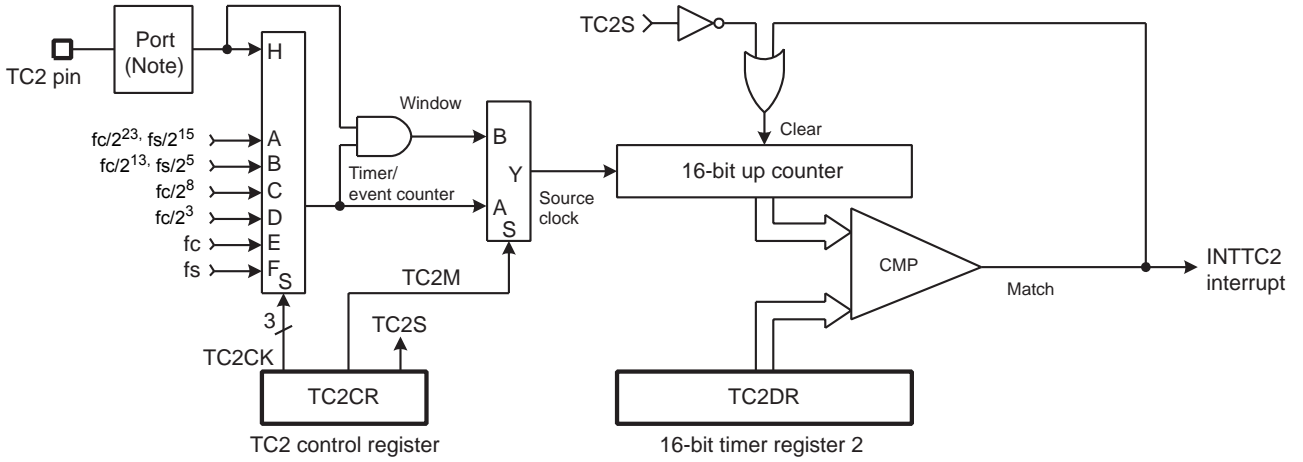 TC2 pin
Port
(Note)
H
fc/2^23, fs/2^15
A
fc/2^13, fs/2^5
B
fc/2^8
C
fc/2^3
D
fc
E
fs
F
S
3
TC2CK
Window
Timer/
event counter
B
Y
A
S
TC2M
TC2S
TC2CR
TC2 control register
Source
clock
TC2S
Clear
16-bit up counter
CMP
Match
INTTC2
interrupt
TC2DR
16-bit timer register 2